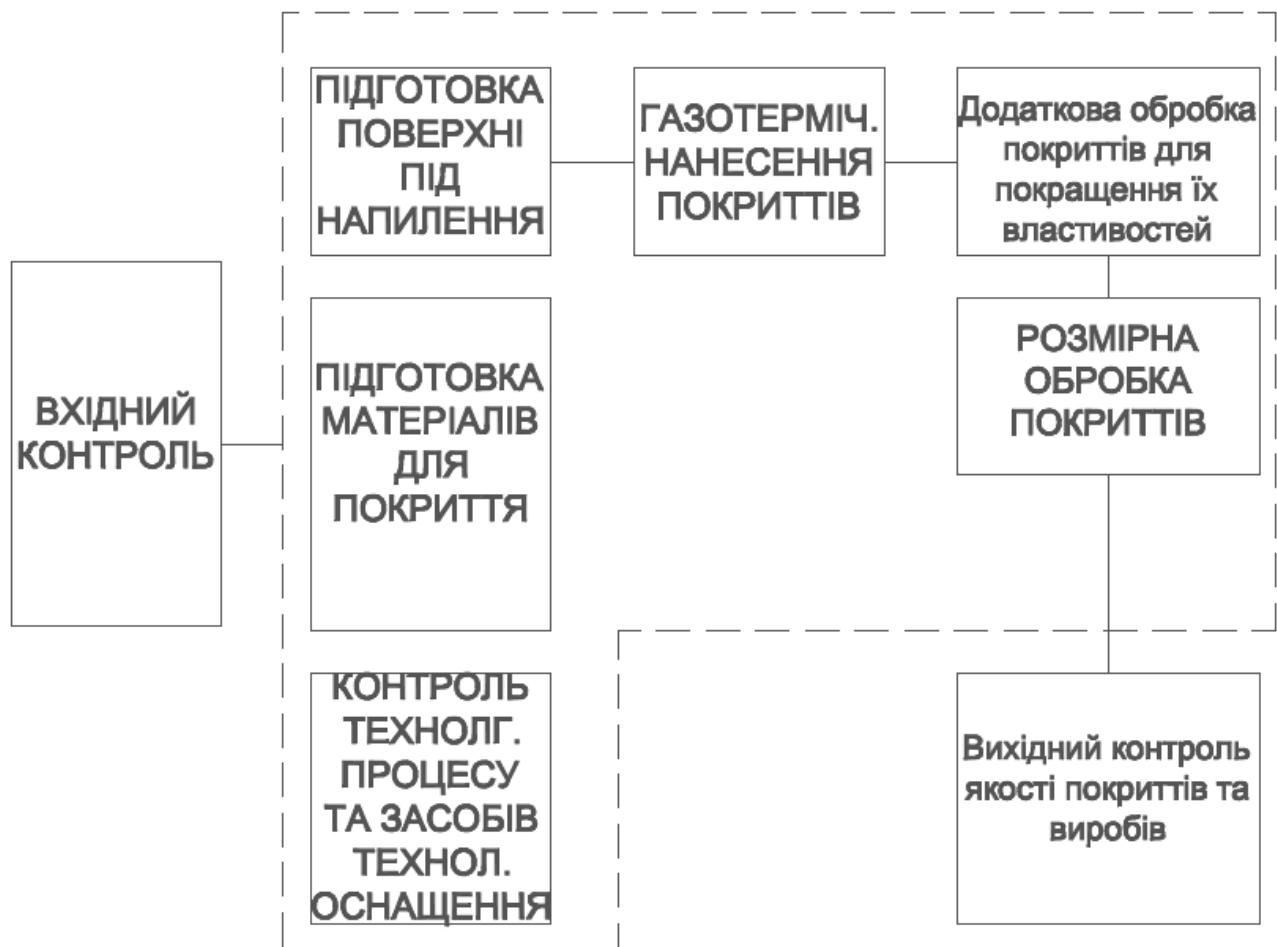 ПІДГОТОВКА
ПОВЕРХНІ
ПІД
НАПИЛЕННЯ
ГАЗОТЕРМІЧ.
НАНЕСЕННЯ
ПОКРИТТІВ
Додаткова обробка
покриттів для
покращення їх
властивостей
ВХІДНИЙ
КОНТРОЛЬ
ПІДГОТОВКА
МАТЕРІАЛІВ
ДЛЯ
ПОКРИТТЯ
РОЗМІРНА
ОБРОБКА
ПОКРИТТІВ
КОНТРОЛЬ
ТЕХНОЛГ.
ПРОЦЕСУ
ТА ЗАСОБІВ
ТЕХНОЛ.
ОСНАЩЕННЯ
Вихідний контроль
якості покриттів та
виробів